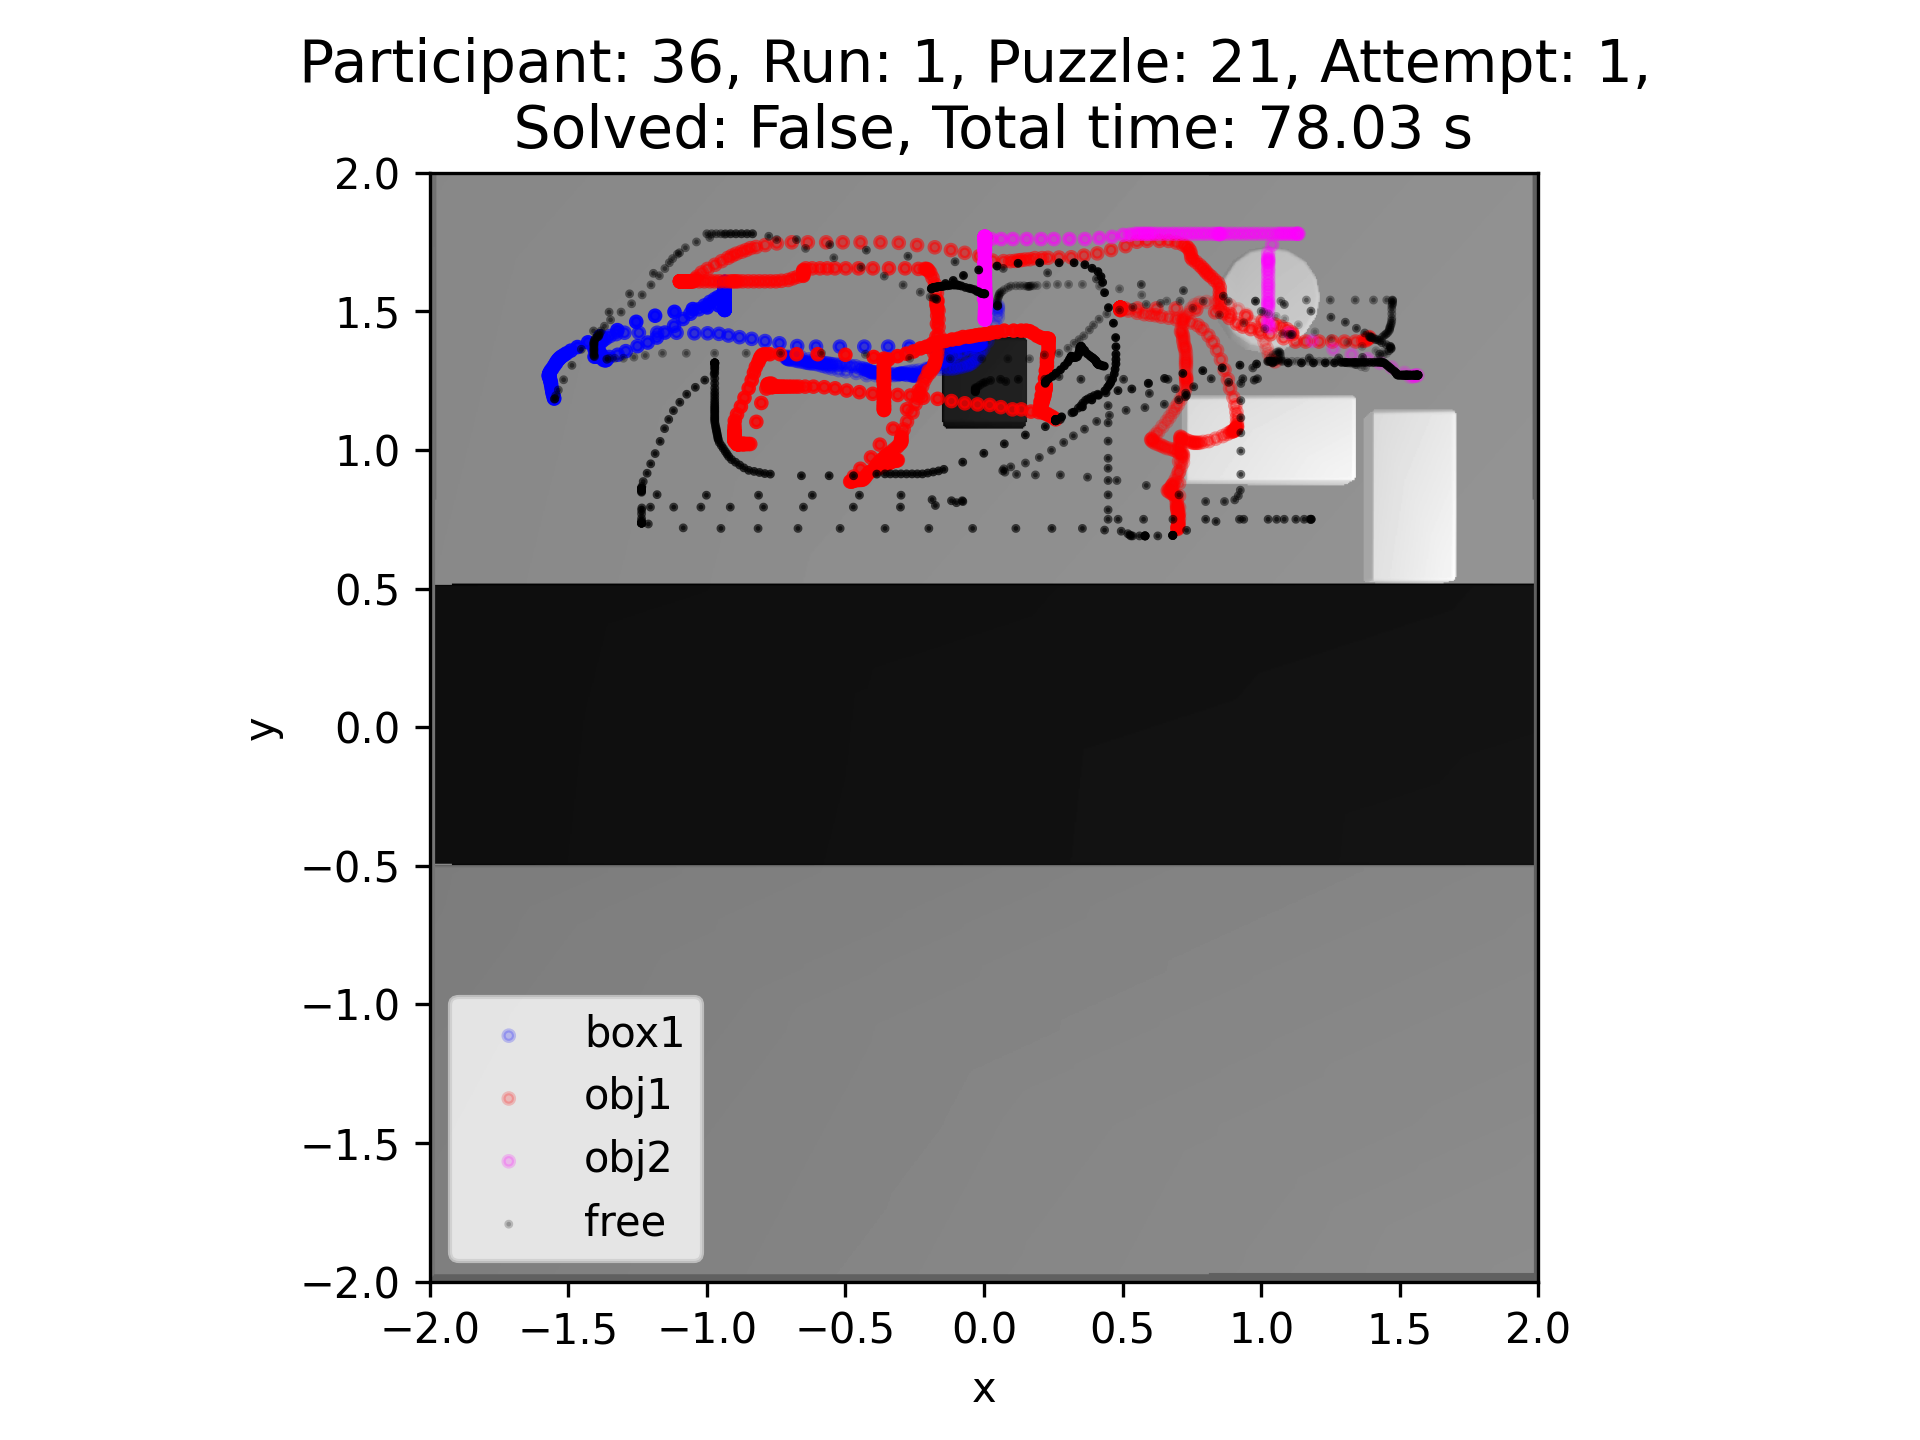 Participant: 36, Run: 1, Puzzle: 21, Attempt: 1,
Solved: False, Total time: 78.03 s
2.0
1.5
1.0
0.5
0.0
−0.5
−1.0
−1.5
−2.0
y
box1
obj1
obj2
free
−2.0 −1.5 −1.0 −0.5 0.0 0.5 1.0 1.5 2.0
x